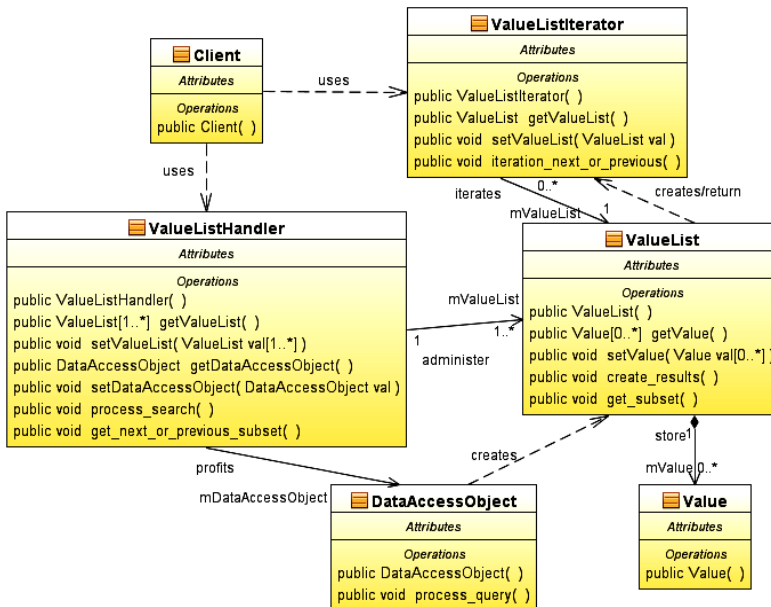 ValueListIterator
Attributes
Operations
public ValueListIterator( )
public ValueList getValueList( )
public void setValueList( ValueList val )
public void iteration_next_or_previous( )
Client
Attributes
Operations
public Client( )
uses
uses
iterates
0..*
1
mValueList
creates/return
ValueListHandler
Attributes
Operations
public ValueListHandler( )
public ValueList[1..*] getValueList( )
public void setValueList( ValueList val[1..*] )
public DataAccessObject getDataAccessObject( )
public void setDataAccessObject( DataAccessObject val )
public void process_search( )
public void get_next_or_previous_subset( )
mValueList
1
1..*
administer
ValueList
Attributes
Operations
public ValueList( )
public Value[0..*] getValue( )
public void setValue( Value val[0..*] )
public void create_results( )
public void get_subset( )
profits
mDataAccessObject
creates
store
1
mValue
0..*
DataAccessObject
Attributes
Operations
public DataAccessObject( )
public void process_query( )
Value
Attributes
Operations
public Value( )